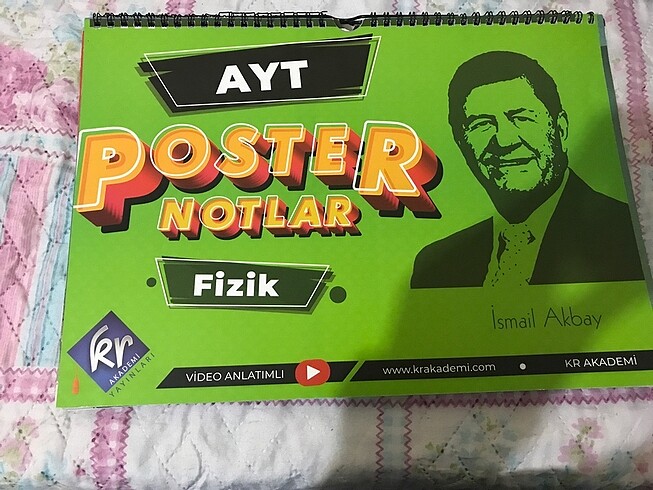 AYT
POSTER
NOTLAR
Fizik
İsmail Akbay
kr
AKADEMİ
YAYINLARI
VİDEO ANLATIMLI
www.krakademi.com
KR AKADEMİ